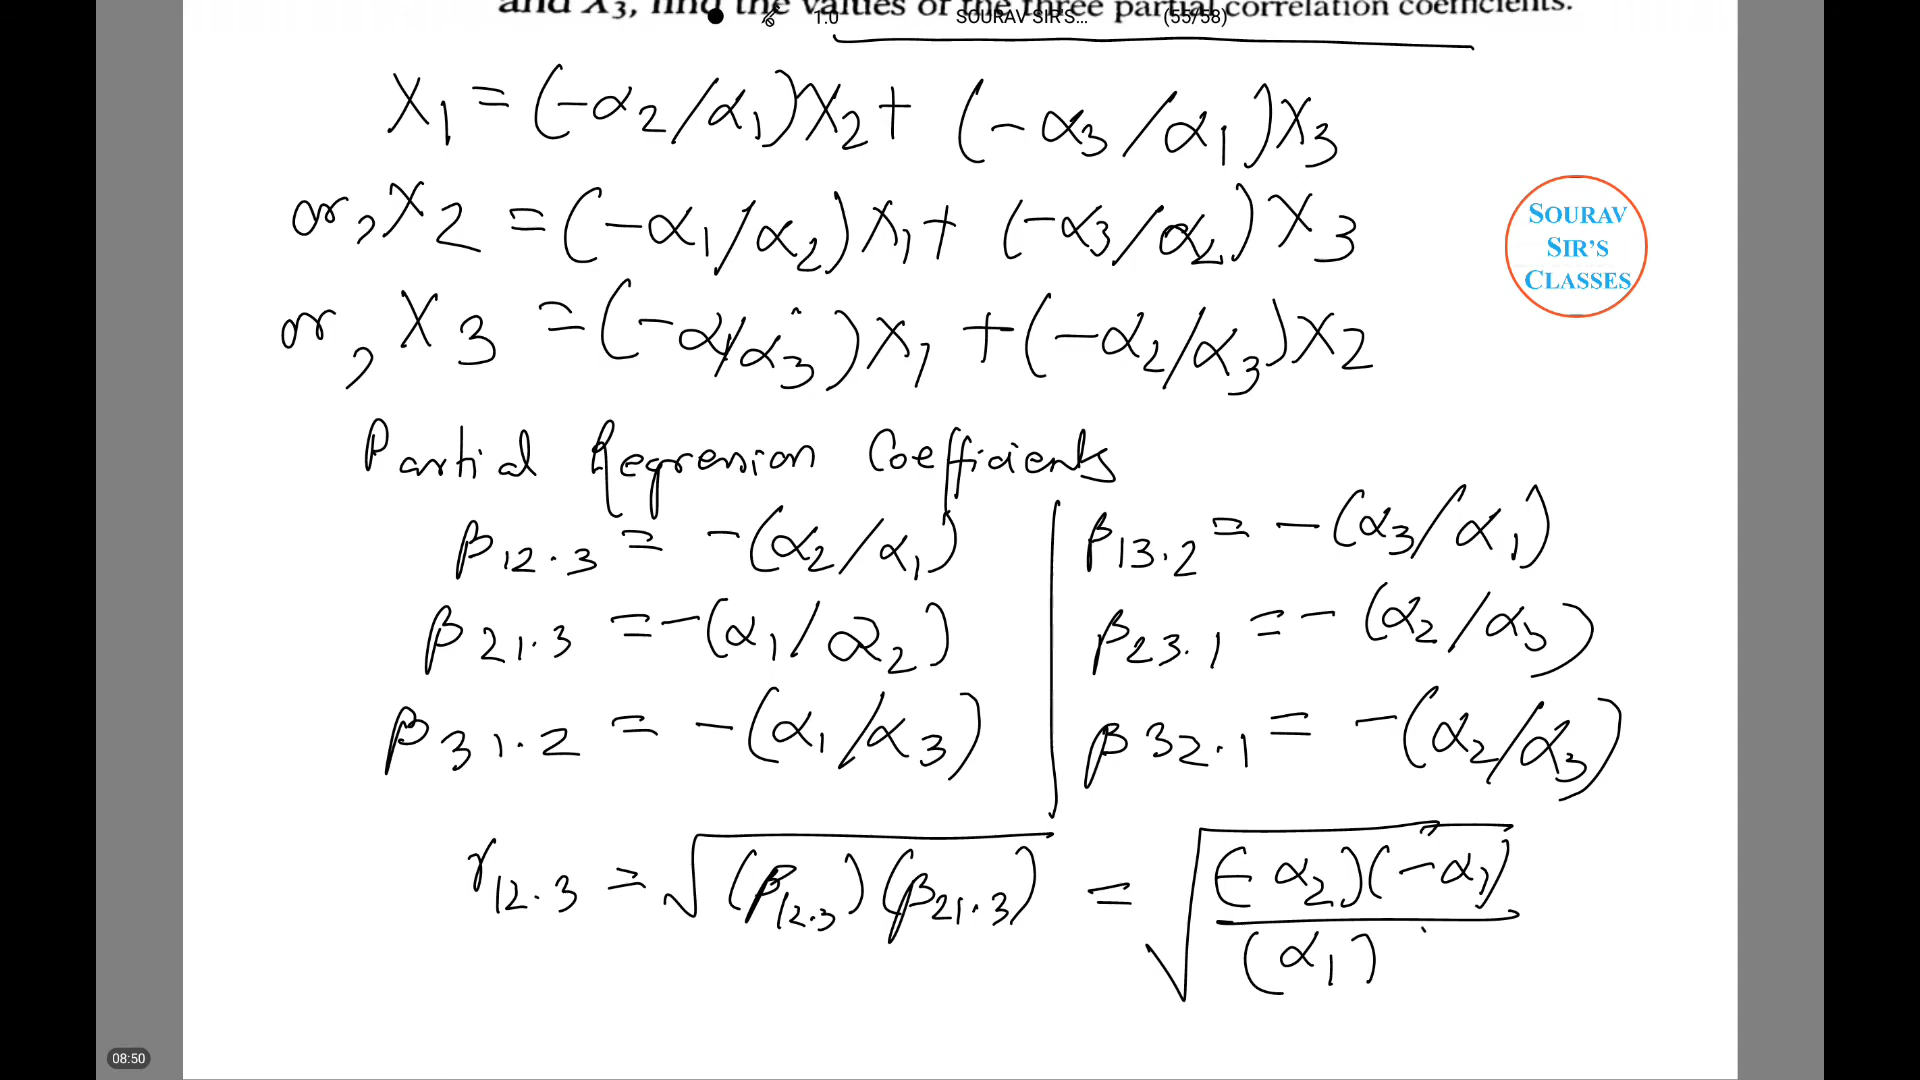 and X3, find the values of the three partial correlation coefficients.
1.0 SOURAV SIR'S... (55/58)
X1 = (-α2/α1)X2 + (-α3/α1)X3
or, X2 = (-α1/α2)X1 + (-α3/α2)X3
or, X3 = (-α1/α3)X1 + (-α2/α3)X2
SOURAV
SIR'S
CLASSES
Partial Regression Coefficients
β12.3 = -(α2/α1)
β21.3 = -(α1/α2)
β31.2 = -(α1/α3)
β13.2 = -(α3/α1)
β23.1 = -(α2/α3)
β32.1 = -(α2/α3)
r12.3 = √(β12.3)(β21.3) = √(-α2)(-α1)
(α1)
08:50